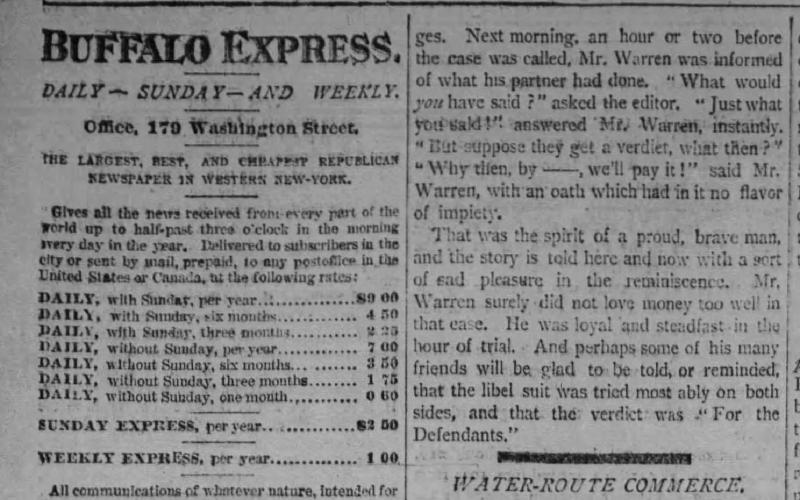 BUFFALO EXPRESS.
DAILY— SUNDAY—AND WEEKLY.
Office, 179 Washington Street.
THE LARGEST, BEST, AND CHEAPEST REPUBLICAN
NEWSPAPER IN WESTERN NEW-YORK.
Gives all the news received from every part of the
world up to half-past three o'clock in the morning
every day in the year. Delivered to subscribers in the
city or sent by mail, prepaid, to any postoffice in the
United States or Canada, at the following rates:
DAILY, with Sunday, per year..............$9 00
DAILY, with Sunday, six months............ 4 50
DAILY, with Sunday, three months......... 2 25
DAILY, without Sunday, per year........... 7 00
DAILY, without Sunday, six months... ..... 3 50
DAILY, without Sunday, three months....... 1 75
DAILY, without Sunday, one month.,......... 0 60
SUNDAY EXPRESS, per year.. .............$2 50
WEEKLY EXPRESS, per year............. 1 00
All communications of whatever nature, intended for
ges. Next morning, an hour or two before
the case was called, Mr. Warren was informed
of what his partner had done. "What would
you have said?" asked the editor. "Just what
you said!" answered Mr. Warren, instantly.
"But suppose they get a verdict, what then?"
"Why then, by ——, we'll pay it!" said Mr.
Warren, with an oath which had in it no flavor
of impiety.
That was the spirit of a proud, brave man,
and the story is told here and now with a sort
of sad pleasure in the reminiscence. Mr.
Warren surely did not love money too well in
that case. He was loyal and steadfast in the
hour of trial. And perhaps some of his many
friends will be glad to be told, or reminded,
that the libel suit was tried most ably on both
sides, and that the verdict was "For the
Defendants."
WATER-ROUTE COMMERCE.